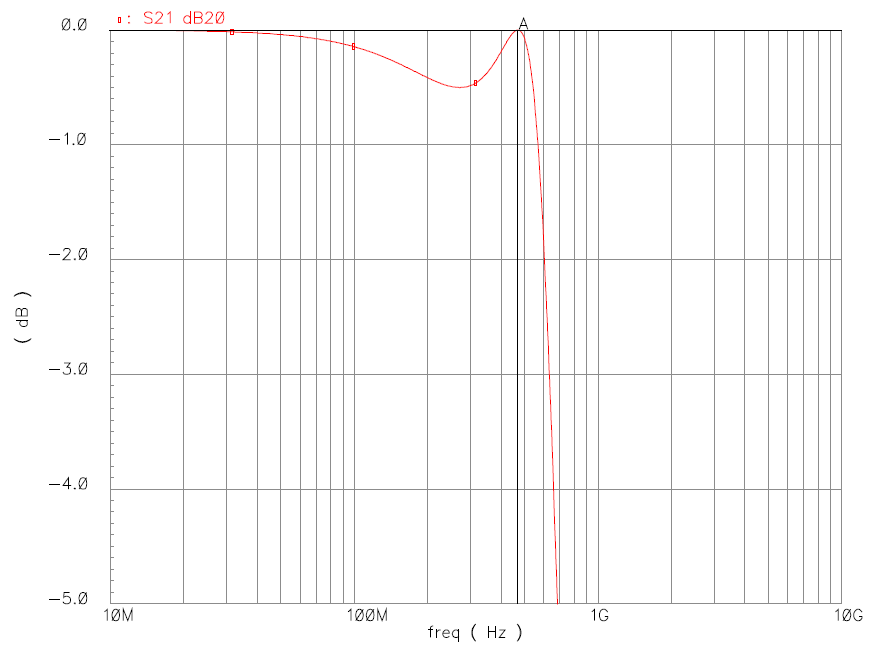 : S21 dB20
A
0.0
-1.0
-2.0
-3.0
-4.0
-5.0
( dB )
10M 100M 1G 10G
freq ( Hz )